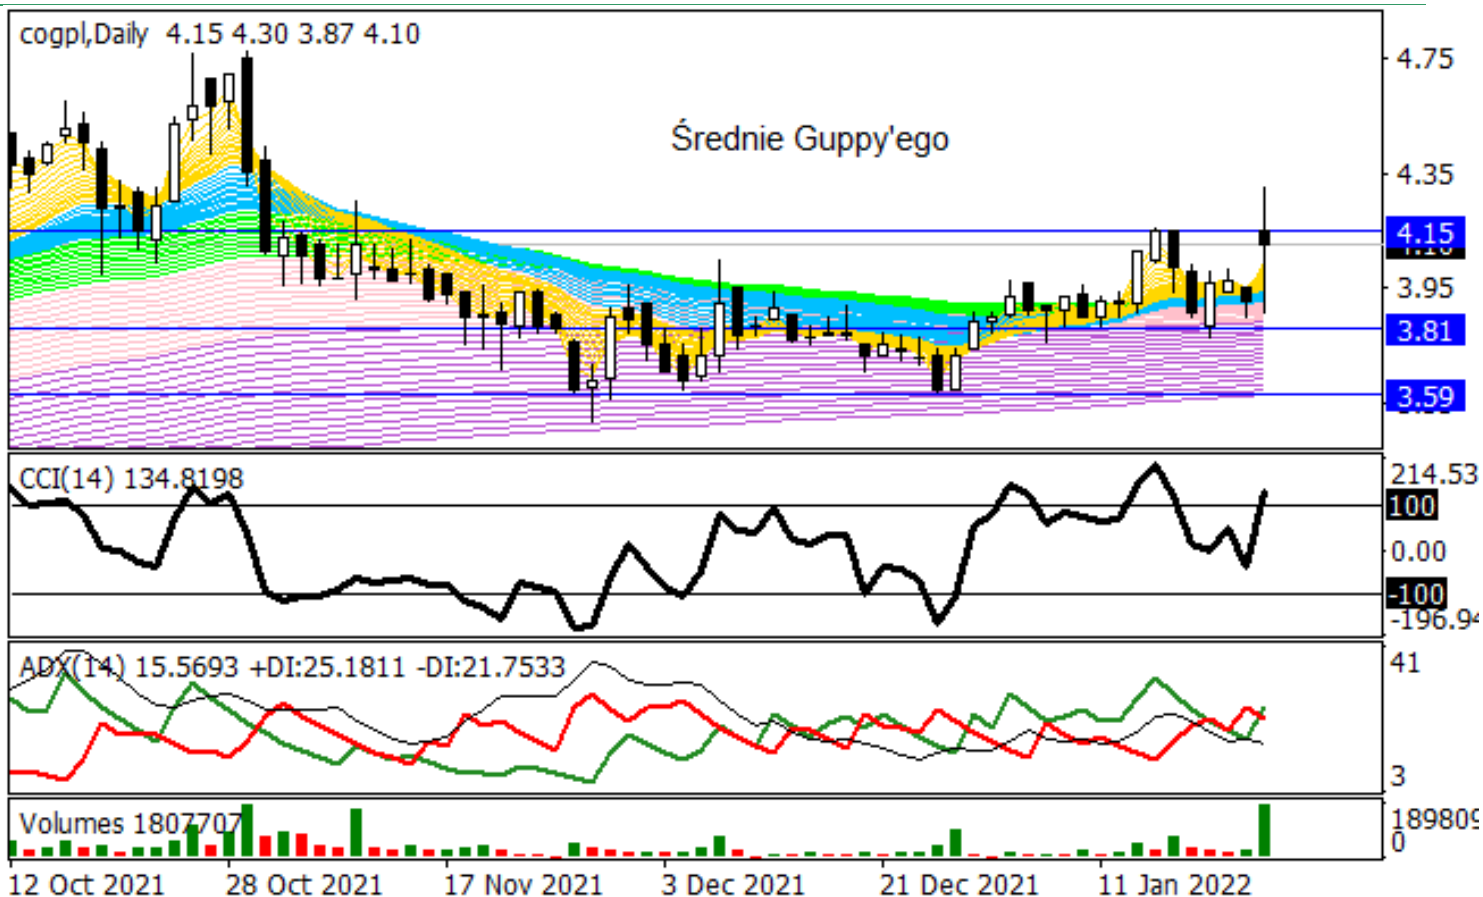 cogpl,Daily 4.15 4.30 3.87 4.10
Średnie Guppy'ego
4.75
4.35
4.15
3.95
3.81
3.59
CCI(14) 134.8198
214.53
100
0.00
-100
-196.94
ADX(14) 15.5693 +DI:25.1811 -DI:21.7533
41
3
Volumes 1807707
189809
0
12 Oct 2021 28 Oct 2021 17 Nov 2021 3 Dec 2021 21 Dec 2021 11 Jan 2022